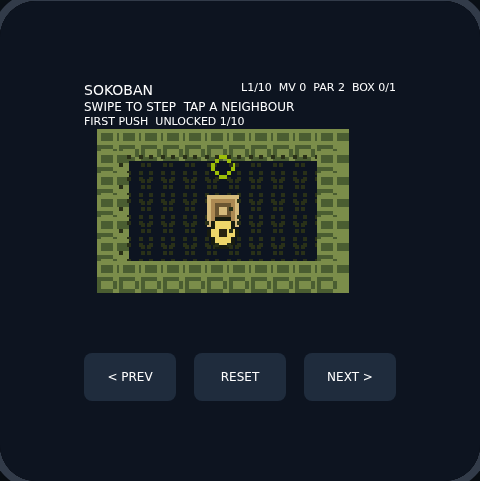 SOKOBAN
L1/10 MV 0 PAR 2 BOX 0/1
SWIPE TO STEP TAP A NEIGHBOUR
FIRST PUSH UNLOCKED 1/10
< PREV
RESET
NEXT >